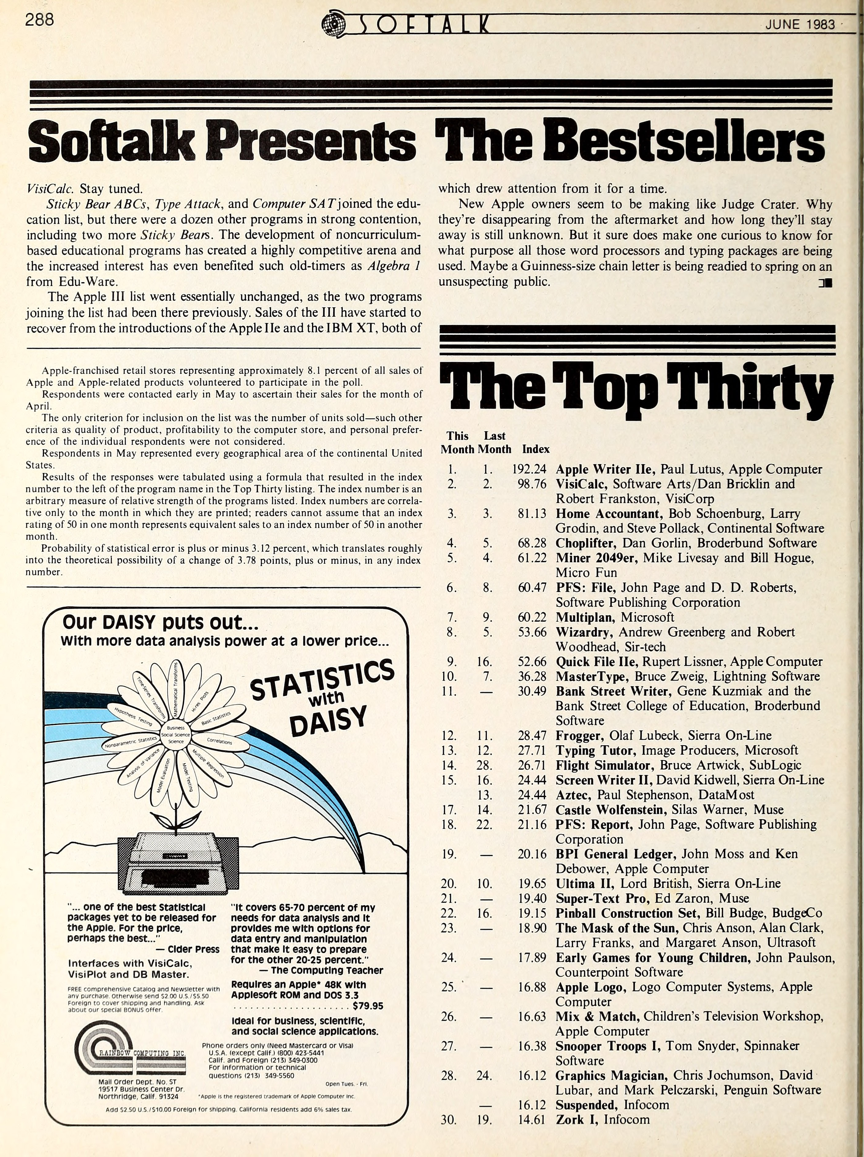 288
SOFTALK
JUNE 1983
Softalk Presents The Bestsellers
VisiCalc. Stay tuned.
Sticky Bear ABCs, Type Attack, and Computer SAT joined the edu-
cation list, but there were a dozen other programs in strong contention,
including two more Sticky Bears. The development of noncurriculum-
based educational programs has created a highly competitive arena and
the increased interest has even benefited such old-timers as Algebra I
from Edu-Ware.
The Apple III list went essentially unchanged, as the two programs
joining the list had been there previously. Sales of the III have started to
recover from the introductions of the Apple IIe and the IBM XT, both of
which drew attention from it for a time.
New Apple owners seem to be making like Judge Crater. Why
they're disappearing from the aftermarket and how long they'll stay
away is still unknown. But it sure does make one curious to know for
what purpose all those word processors and typing packages are being
used. Maybe a Guinness-size chain letter is being readied to spring on an
unsuspecting public.
Apple-franchised retail stores representing approximately 8.1 percent of all sales of
Apple and Apple-related products volunteered to participate in the poll.
Respondents were contacted early in May to ascertain their sales for the month of
April.
The only criterion for inclusion on the list was the number of units sold—such other
criteria as quality of product, profitability to the computer store, and personal prefer-
ence of the individual respondents were not considered.
Respondents in May represented every geographical area of the continental United
States.
Results of the responses were tabulated using a formula that resulted in the index
number to the left of the program name in the Top Thirty listing. The index number is an
arbitrary measure of relative strength of the programs listed. Index numbers are correla-
tive only to the month in which they are printed; readers cannot assume that an index
rating of 50 in one month represents equivalent sales to an index number of 50 in another
month.
Probability of statistical error is plus or minus 3.12 percent, which translates roughly
into the theoretical possibility of a change of 3.78 points, plus or minus, in any index
number.
Our DAISY puts out...
With more data analysis power at a lower price...
STATISTICS
with
DAISY
Time Series Transforms
Mathematical Transforms
Hypothesis Testing
Basic Statistics
Business
Social Science
Science
Nonparametric Statistics
Correlations
Analysis of Variance
Multiple Regression
Model Evaluation
Model Testing
"... one of the best Statistical
packages yet to be released for
the Apple. For the price,
perhaps the best..."
— Cider Press
Interfaces with VisiCalc,
VisiPlot and DB Master.
FREE comprehensive Catalog and Newsletter with
any purchase. Otherwise send $2.00 U.S./$5.50
Foreign to cover shipping and handling. Ask
about our special BONUS offer.
"It covers 65-70 percent of my
needs for data analysis and it
provides me with options for
data entry and manipulation
that make it easy to prepare
for the other 20-25 percent."
— The Computing Teacher
Requires an Apple* 48K with
Applesoft ROM and DOS 3.3
. . . . . . . . . . . . . . . . . . . . $79.95
Ideal for business, scientific,
and social science applications.
RAINBOW COMPUTING INC.
Mail Order Dept. No. ST
19517 Business Center Dr.
Northridge, Calif. 91324
Phone orders only (Need Mastercard or Visa)
U.S.A. (except Calif.) (800) 423-5441
Calif. and Foreign (213) 349-0300
For information or technical
questions (213) 349-5560
Open Tues. - Fri.
*Apple is the registered trademark of Apple Computer Inc.
Add $2.50 U.S./$10.00 Foreign for shipping. California residents add 6½ sales tax.
The Top Thirty
This Last
Month Month Index
1. 1. 192.24 Apple Writer IIe, Paul Lutus, Apple Computer
2. 2. 98.76 VisiCalc, Software Arts/Dan Bricklin and
Robert Frankston, VisiCorp
3. 3. 81.13 Home Accountant, Bob Schoenburg, Larry
Grodin, and Steve Pollack, Continental Software
4. 5. 68.28 Choplifter, Dan Gorlin, Broderbund Software
5. 4. 61.22 Miner 2049er, Mike Livesay and Bill Hogue,
Micro Fun
6. 8. 60.47 PFS: File, John Page and D. D. Roberts,
Software Publishing Corporation
7. 9. 60.22 Multiplan, Microsoft
8. 5. 53.66 Wizardry, Andrew Greenberg and Robert
Woodhead, Sir-tech
9. 16. 52.66 Quick File IIe, Rupert Lissner, Apple Computer
10. 7. 36.28 MasterType, Bruce Zweig, Lightning Software
11. — 30.49 Bank Street Writer, Gene Kuzmiak and the
Bank Street College of Education, Broderbund
Software
12. 11. 28.47 Frogger, Olaf Lubeck, Sierra On-Line
13. 12. 27.71 Typing Tutor, Image Producers, Microsoft
14. 28. 26.71 Flight Simulator, Bruce Artwick, SubLogic
15. 16. 24.44 Screen Writer II, David Kidwell, Sierra On-Line
13. 24.44 Aztec, Paul Stephenson, DataMost
17. 14. 21.67 Castle Wolfenstein, Silas Warner, Muse
18. 22. 21.16 PFS: Report, John Page, Software Publishing
Corporation
19. — 20.16 BPI General Ledger, John Moss and Ken
Debower, Apple Computer
20. 10. 19.65 Ultima II, Lord British, Sierra On-Line
21. — 19.40 Super-Text Pro, Ed Zaron, Muse
22. 16. 19.15 Pinball Construction Set, Bill Budge, BudgeCo
23. — 18.90 The Mask of the Sun, Chris Anson, Alan Clark,
Larry Franks, and Margaret Anson, Ultrasoft
24. — 17.89 Early Games for Young Children, John Paulson,
Counterpoint Software
25. — 16.88 Apple Logo, Logo Computer Systems, Apple
Computer
26. — 16.63 Mix & Match, Children's Television Workshop,
Apple Computer
27. — 16.38 Snooper Troops I, Tom Snyder, Spinnaker
Software
28. 24. 16.12 Graphics Magician, Chris Jochumson, David
Lubar, and Mark Pelczarski, Penguin Software
— 16.12 Suspended, Infocom
30. 19. 14.61 Zork I, Infocom